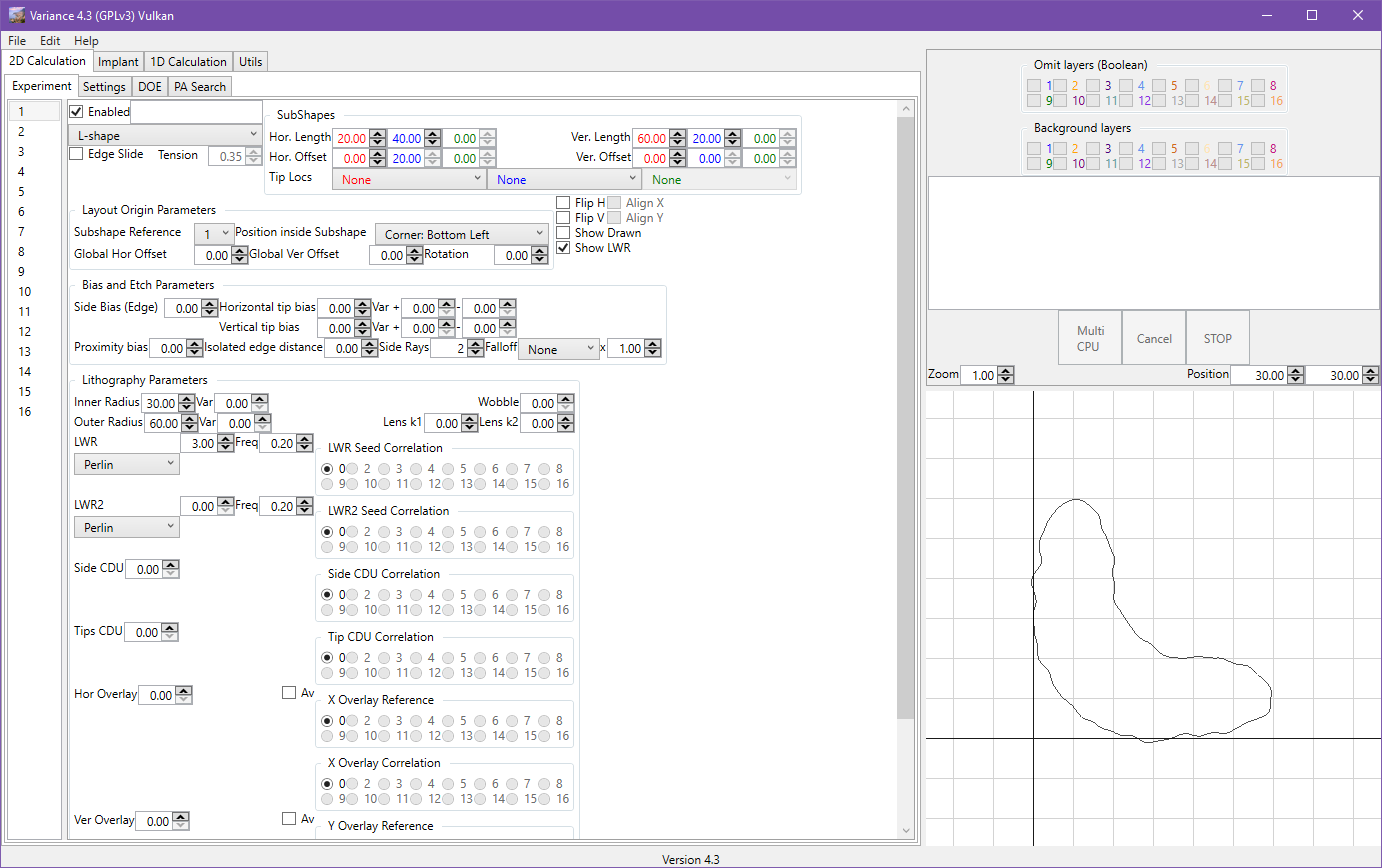 Variance 4.3 (GPLv3) Vulkan
File Edit Help
2D Calculation Implant 1D Calculation Utils
Experiment Settings DOE PA Search
1
2
3
4
5
6
7
8
9
10
11
12
13
14
15
16
Enabled
L-shape
Edge Slide Tension 0.35
SubShapes
Hor. Length 20.00 40.00 0.00 Ver. Length 60.00 20.00 0.00
Hor. Offset 0.00 20.00 0.00 Ver. Offset 0.00 0.00 0.00
Tip Locs None None None
Layout Origin Parameters
Subshape Reference 1 Position inside Subshape Corner: Bottom Left
Global Hor Offset 0.00 Global Ver Offset 0.00 Rotation 0.00
Flip H Align X
Flip V Align Y
Show Drawn
Show LWR
Bias and Etch Parameters
Side Bias (Edge) 0.00 Horizontal tip bias 0.00 Var + 0.00 - 0.00
Vertical tip bias 0.00 Var + 0.00 - 0.00
Proximity bias 0.00 Isolated edge distance 0.00 Side Rays 2 Falloff None x 1.00
Lithography Parameters
Inner Radius 30.00 Var 0.00 Wobble 0.00
Outer Radius 60.00 Var 0.00 Lens k1 0.00 Lens k2 0.00
LWR 3.00 Freq 0.20
Perlin
LWR Seed Correlation
0 2 3 4 5 6 7 8
9 10 11 12 13 14 15 16
LWR2 0.00 Freq 0.20
Perlin
LWR2 Seed Correlation
0 2 3 4 5 6 7 8
9 10 11 12 13 14 15 16
Side CDU 0.00
Side CDU Correlation
0 2 3 4 5 6 7 8
9 10 11 12 13 14 15 16
Tips CDU 0.00
Tip CDU Correlation
0 2 3 4 5 6 7 8
9 10 11 12 13 14 15 16
Hor Overlay 0.00 Av
X Overlay Reference
0 2 3 4 5 6 7 8
9 10 11 12 13 14 15 16
X Overlay Correlation
0 2 3 4 5 6 7 8
9 10 11 12 13 14 15 16
Ver Overlay 0.00 Av
Y Overlay Reference
Omit layers (Boolean)
1 2 3 4 5 6 7 8
9 10 11 12 13 14 15 16
Background layers
1 2 3 4 5 6 7 8
9 10 11 12 13 14 15 16
Multi CPU Cancel STOP
Zoom 1.00 Position 30.00 30.00
Version 4.3